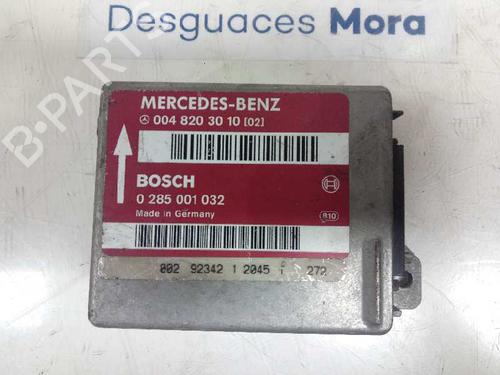 Desguaces Mora
B-PARTS
MERCEDES-BENZ
004 820 30 10 [02]
BOSCH
0 285 001 032
Made in Germany
R10
002 92342 1 2045 272